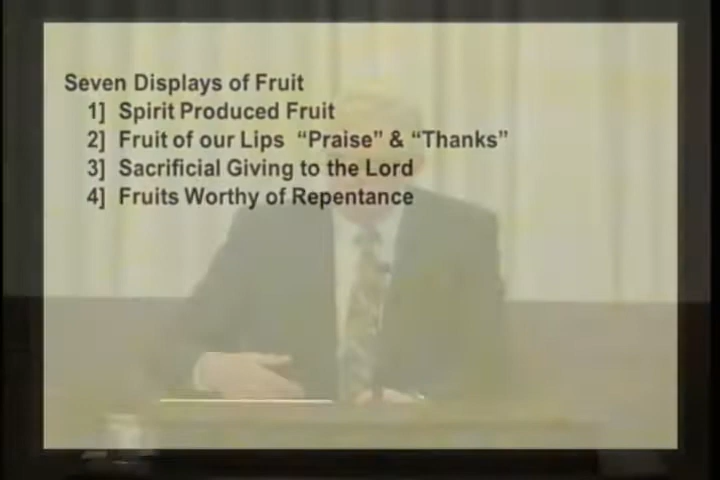 Seven Displays of Fruit
1] Spirit Produced Fruit
2] Fruit of our Lips “Praise” & “Thanks”
3] Sacrificial Giving to the Lord
4] Fruits Worthy of Repentance